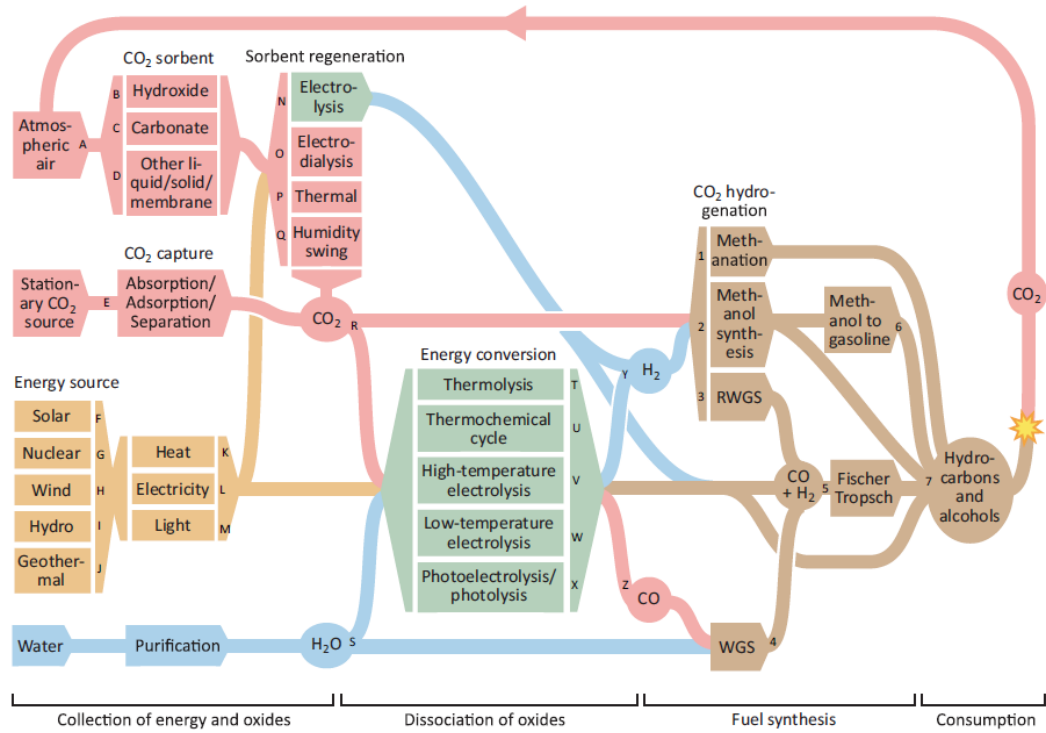 CO2 sorbent
Sorbent regeneration
Atmos-
pheric
air
A
B
Hydroxide
C
Carbonate
D
Other li-
quid/solid/
membrane
N
Electro-
lysis
O
Electro-
dialysis
P
Thermal
Q
Humidity
swing
CO2 capture
Station-
ary CO2
source
E
Absorption/
Adsorption/
Separation
CO2
R
Energy source
Solar
F
Nuclear
G
Wind
H
Hydro
I
Geother-
mal
J
Heat
K
Electricity
L
Light
M
Water
Purification
H2O
S
Energy conversion
Thermolysis
T
Thermochemical
cycle
U
High-temperature
electrolysis
V
Low-temperature
electrolysis
W
Photoelectrolysis/
photolysis
X
Y
H2
Z
CO
CO2 hydro-
genation
1
Meth-
anation
2
Meth-
anol synth-
esis
3
RWGS
Meth-
anol to
gasoline
6
CO
+ H2
5
Fischer
Tropsch
WGS
4
7
Hydro-
carbons
and
alcohols
CO2
Collection of energy and oxides
Dissociation of oxides
Fuel synthesis
Consumption